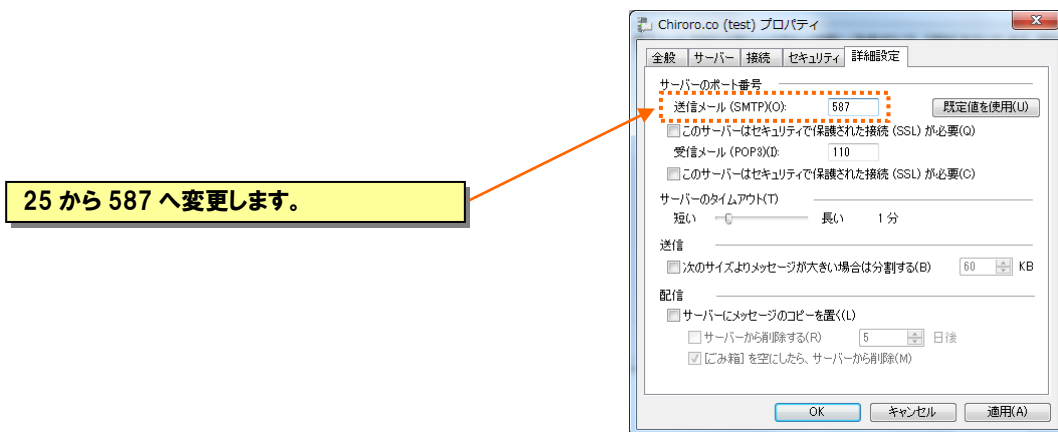 Chiroro.co (test) プロパティ
全般 サーバー 接続 セキュリティ 詳細設定
サーバーのポート番号
送信メール (SMTP)(O): 587 既定値を使用(U)
このサーバーはセキュリティで保護された接続 (SSL) が必要(Q)
受信メール (POP3)(I): 110
このサーバーはセキュリティで保護された接続 (SSL) が必要(C)
25 から 587 へ変更します。
サーバーのタイムアウト(T)
短い 長い 1 分
送信
次のサイズよりメッセージが大きい場合は分割する(B) 60 KB
配信
サーバーにメッセージのコピーを置く(L)
サーバーから削除する(R) 5 日後
[ごみ箱] を空にしたら、サーバーから削除(M)
OK キャンセル 適用(A)